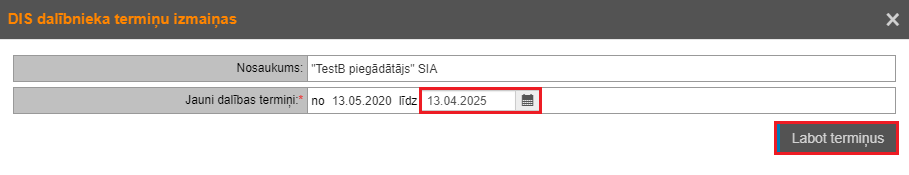 DIS dalībnieka termiņu izmaiņas
Nosaukums: "TestB piegādātājs" SIA
Jauni dalības termiņi:* no 13.05.2020 līdz 13.04.2025
Labot termiņus